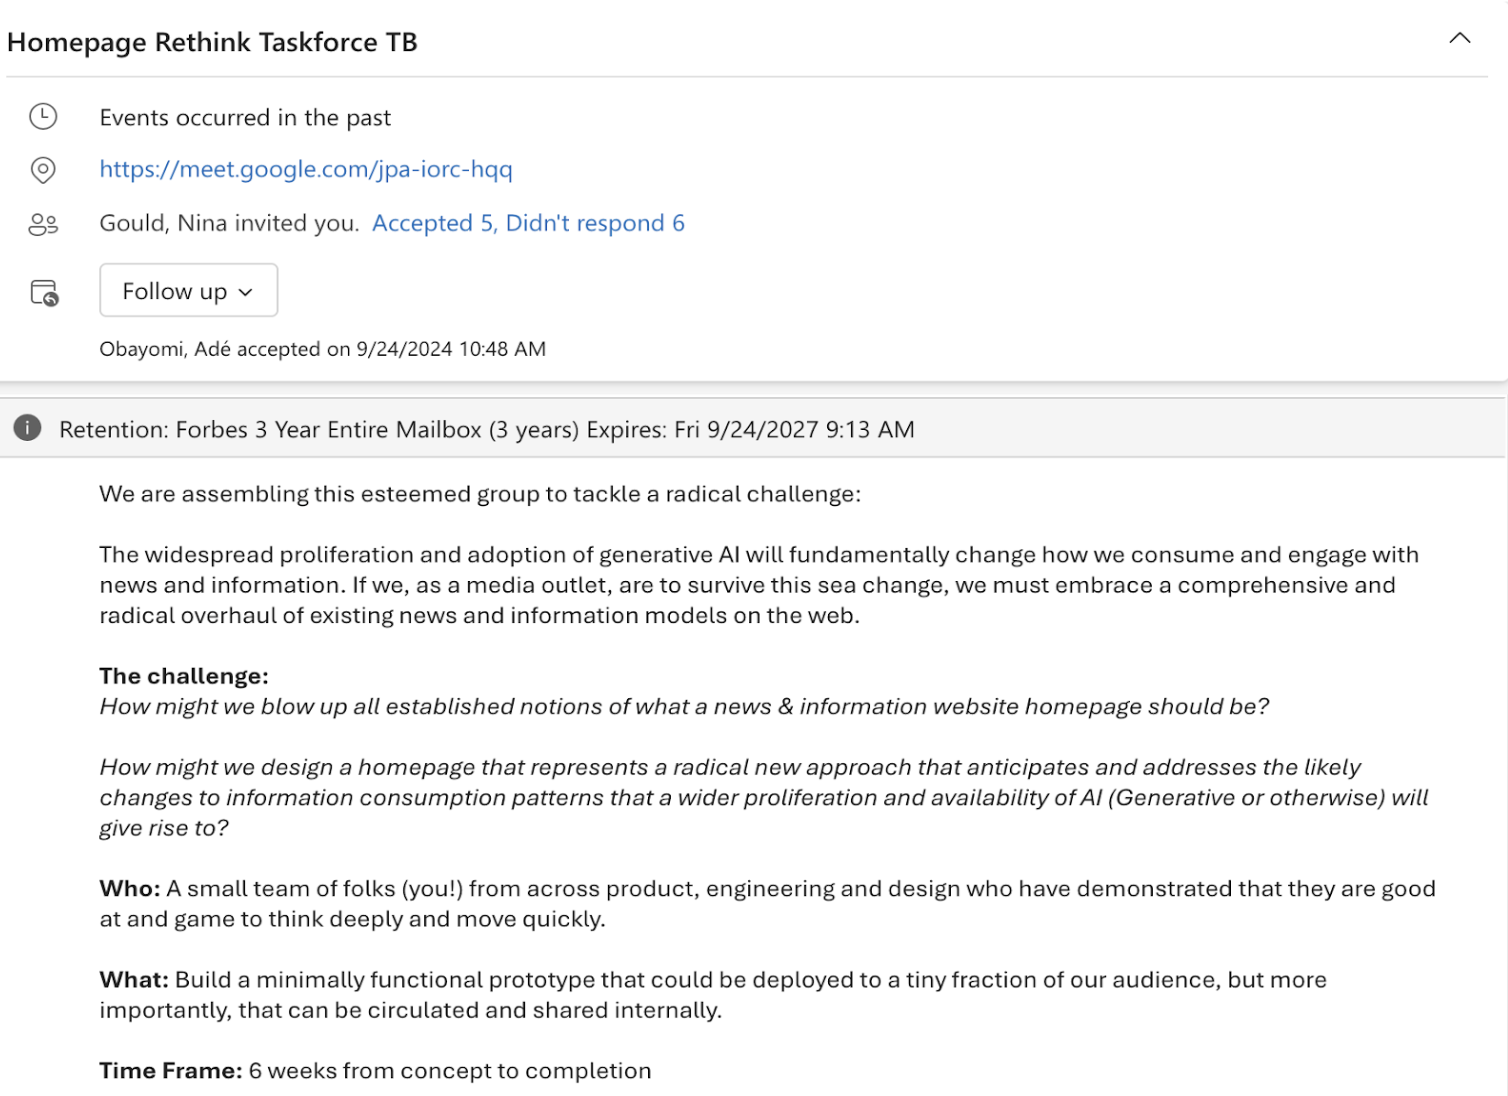 Homepage Rethink Taskforce TB
Events occurred in the past
https://meet.google.com/jpa-iorc-hqq
Gould, Nina invited you. Accepted 5, Didn't respond 6
Follow up
Obayomi, Adé accepted on 9/24/2024 10:48 AM
Retention: Forbes 3 Year Entire Mailbox (3 years) Expires: Fri 9/24/2027 9:13 AM
We are assembling this esteemed group to tackle a radical challenge:
The widespread proliferation and adoption of generative AI will fundamentally change how we consume and engage with
news and information. If we, as a media outlet, are to survive this sea change, we must embrace a comprehensive and
radical overhaul of existing news and information models on the web.
The challenge:
How might we blow up all established notions of what a news & information website homepage should be?
How might we design a homepage that represents a radical new approach that anticipates and addresses the likely
changes to information consumption patterns that a wider proliferation and availability of AI (Generative or otherwise) will
give rise to?
Who: A small team of folks (you!) from across product, engineering and design who have demonstrated that they are good
at and game to think deeply and move quickly.
What: Build a minimally functional prototype that could be deployed to a tiny fraction of our audience, but more
importantly, that can be circulated and shared internally.
Time Frame: 6 weeks from concept to completion